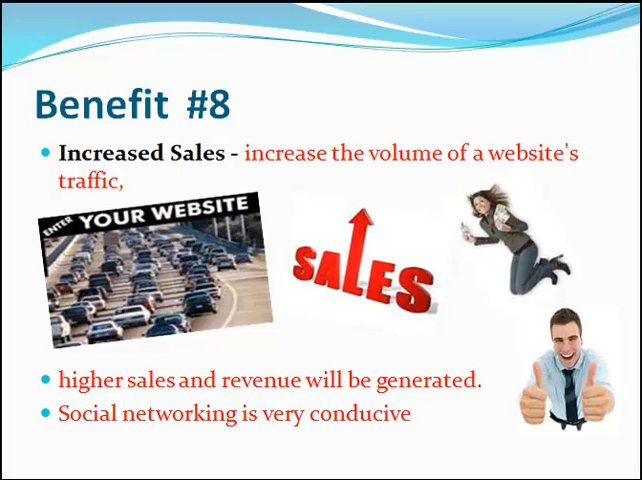 Benefit #8
Increased Sales - increase the volume of a website's
traffic,
ENTER YOUR WEBSITE
SALES
higher sales and revenue will be generated.
Social networking is very conducive